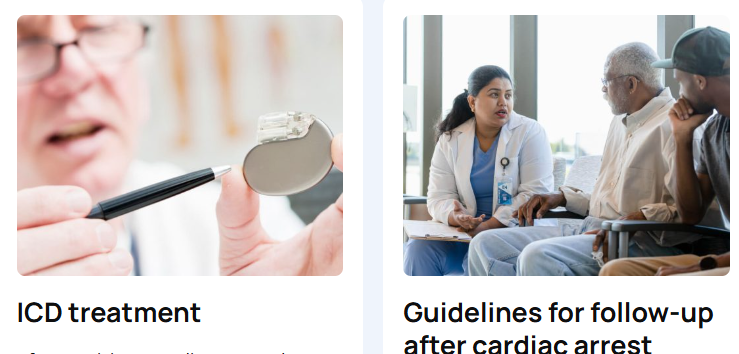 ICD treatment
Guidelines for follow-up
after cardiac arrest